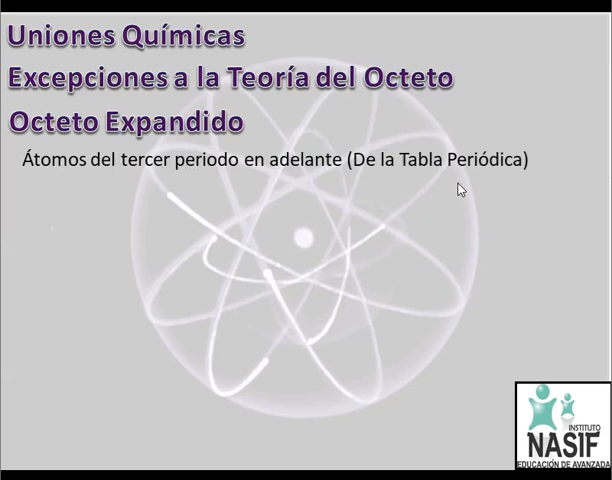 Uniones Químicas
Excepciones a la Teoría del Octeto
Octeto Expandido
Átomos del tercer periodo en adelante (De la Tabla Periódica)
INSTITUTO
NASIF
EDUCACIÓN DE AVANZADA